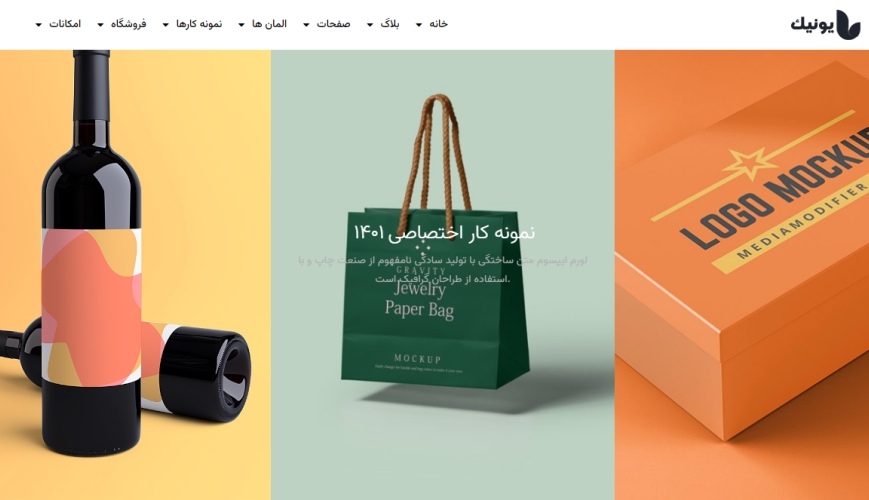 یونیک
خانه
بلاگ
صفحات
المان ها
نمونه کارها
فروشگاه
امکانات
نمونه کار اختصاصی ۱۴۰۱
لورم ایپسوم متن ساختگی با تولید سادگی نامفهوم از صنعت چاپ و با
استفاده از طراحان گرافیک است.
GRAVITY
Jewelry
Paper Bag
MOCKUP
LOGO MOCKUP
MEDIAMODIFIER